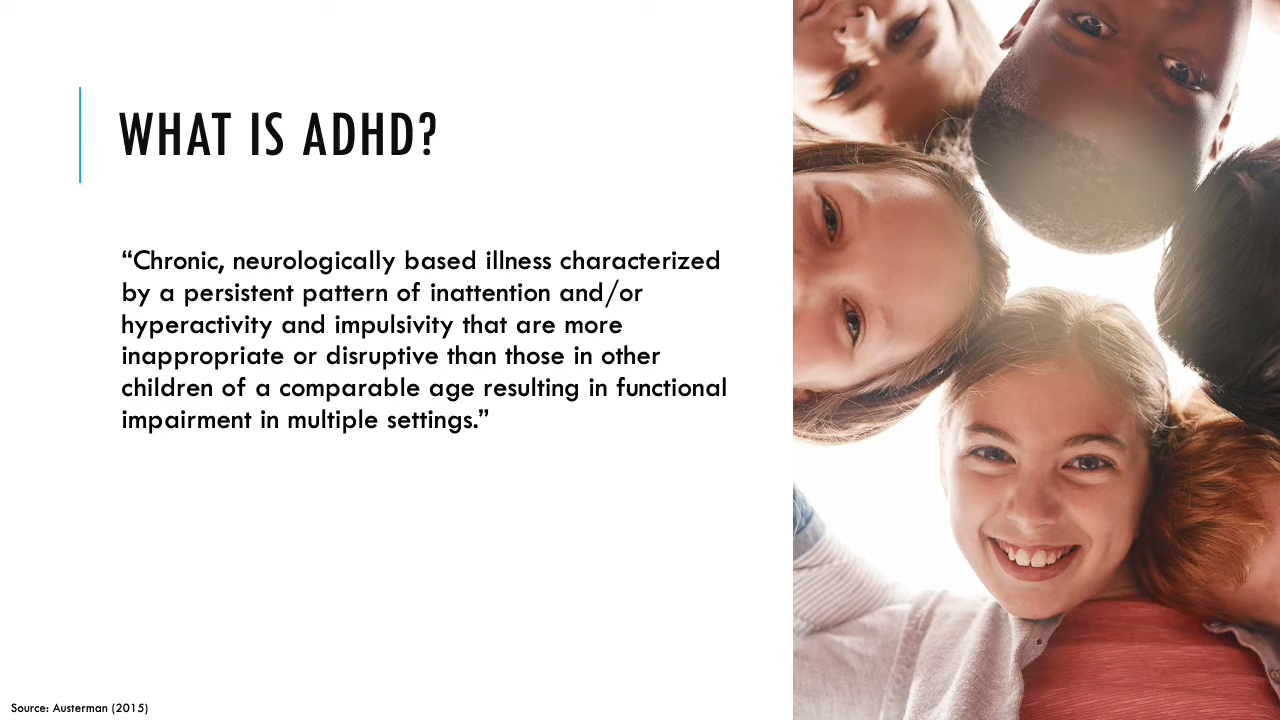 WHAT IS ADHD?
“Chronic, neurologically based illness characterized
by a persistent pattern of inattention and/or
hyperactivity and impulsivity that are more
inappropriate or disruptive than those in other
children of a comparable age resulting in functional
impairment in multiple settings.”
Source: Austerman (2015)